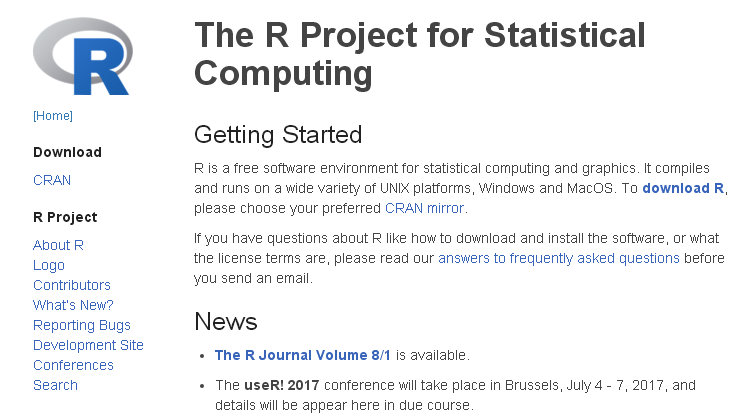 R
[Home]
Download
CRAN
R Project
About R
Logo
Contributors
What's New?
Reporting Bugs
Development Site
Conferences
Search
The R Project for Statistical
Computing
Getting Started
R is a free software environment for statistical computing and graphics. It compiles
and runs on a wide variety of UNIX platforms, Windows and MacOS. To download R,
please choose your preferred CRAN mirror.
If you have questions about R like how to download and install the software, or what
the license terms are, please read our answers to frequently asked questions before
you send an email.
News
• The R Journal Volume 8/1 is available.
• The useR! 2017 conference will take place in Brussels, July 4 - 7, 2017, and
details will be appear here in due course.